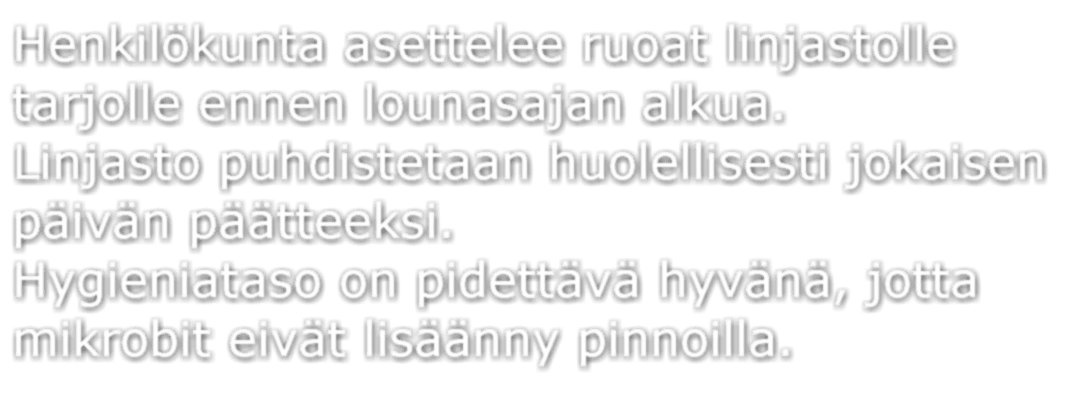 Henkilökunta asettelee ruoat linjastolle
tarjolle ennen lounasajan alkua.
Linjasto puhdistetaan huolellisesti jokaisen
päivän päätteeksi.
Hygieniataso on pidettävä hyvänä, jotta
mikrobit eivät lisäänny pinnoilla.